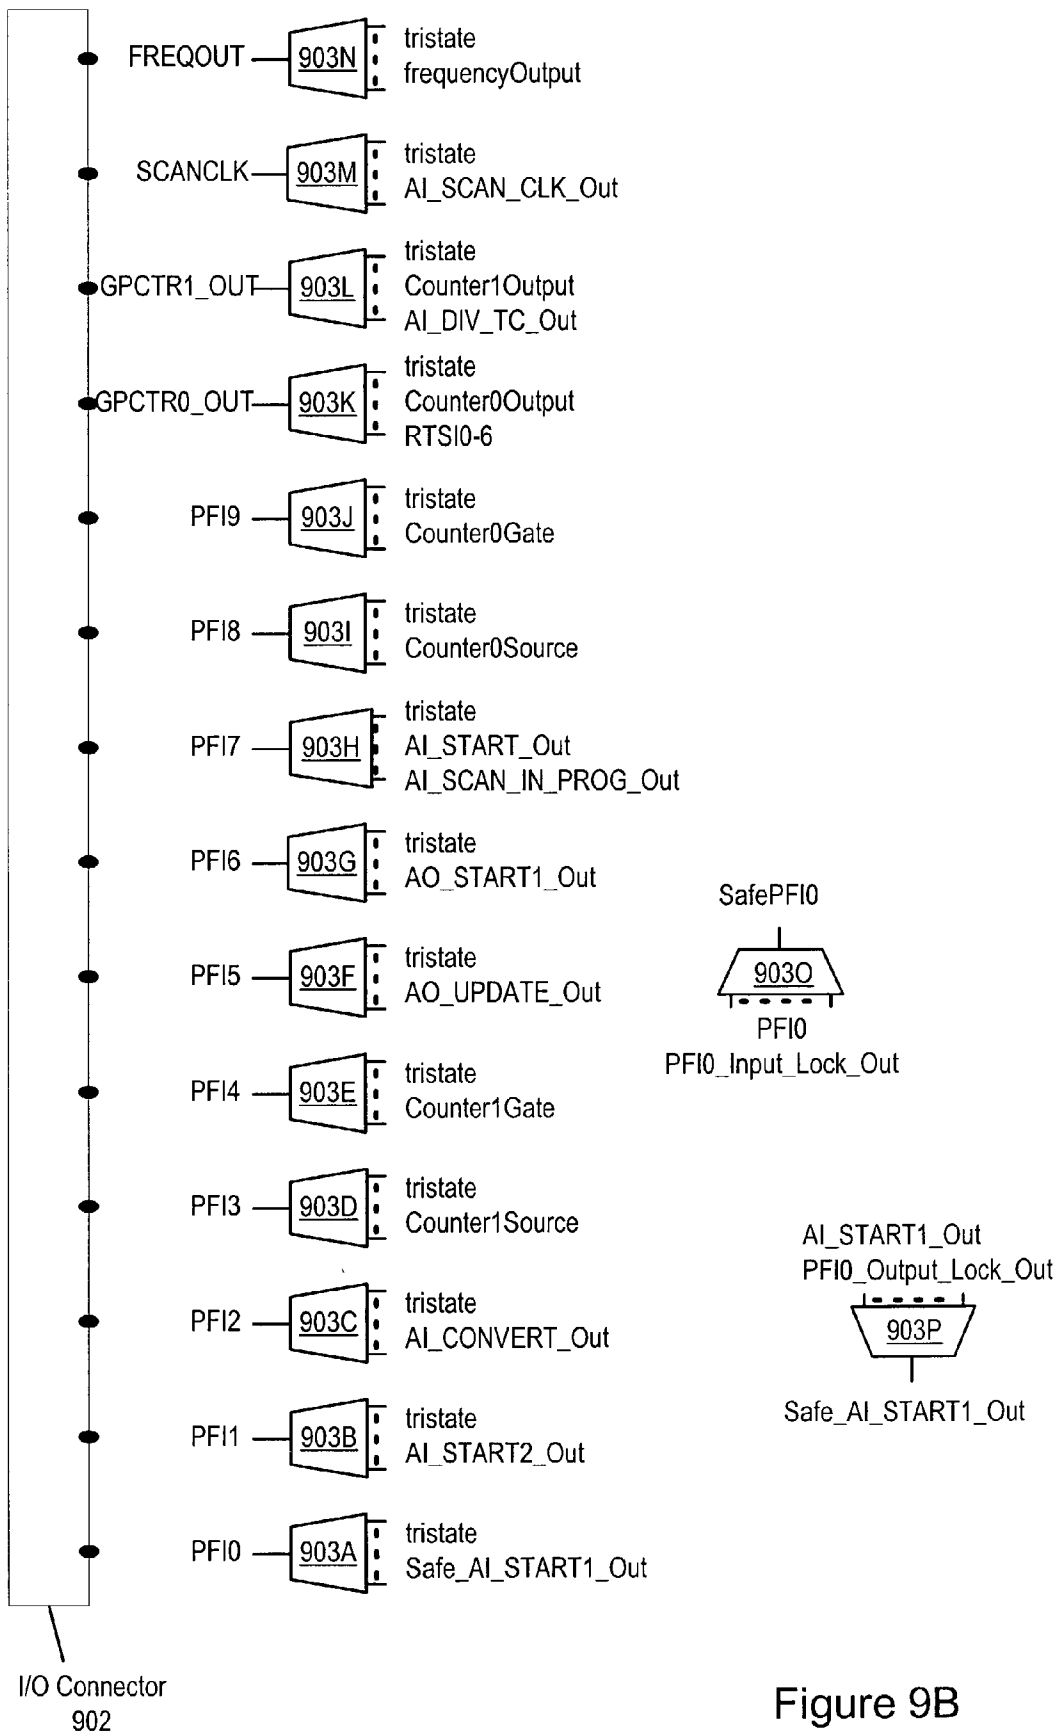 FREQOUT
903N
tristate
frequencyOutput
SCANCLK
903M
tristate
AI_SCAN_CLK_Out
GPCTR1_OUT
903L
tristate
Counter1Output
AI_DIV_TC_Out
GPCTR0_OUT
903K
tristate
Counter0Output
RTSI0-6
PFI9
903J
tristate
Counter0Gate
PFI8
903I
tristate
Counter0Source
PFI7
903H
tristate
AI_START_Out
AI_SCAN_IN_PROG_Out
PFI6
903G
tristate
AO_START1_Out
SafePFI0
903O
PFI0
PFI0_Input_Lock_Out
PFI5
903F
tristate
AO_UPDATE_Out
PFI4
903E
tristate
Counter1Gate
PFI3
903D
tristate
Counter1Source
AI_START1_Out
PFI0_Output_Lock_Out
903P
Safe_AI_START1_Out
PFI2
903C
tristate
AI_CONVERT_Out
PFI1
903B
tristate
AI_START2_Out
PFI0
903A
tristate
Safe_AI_START1_Out
I/O Connector
902
Figure 9B